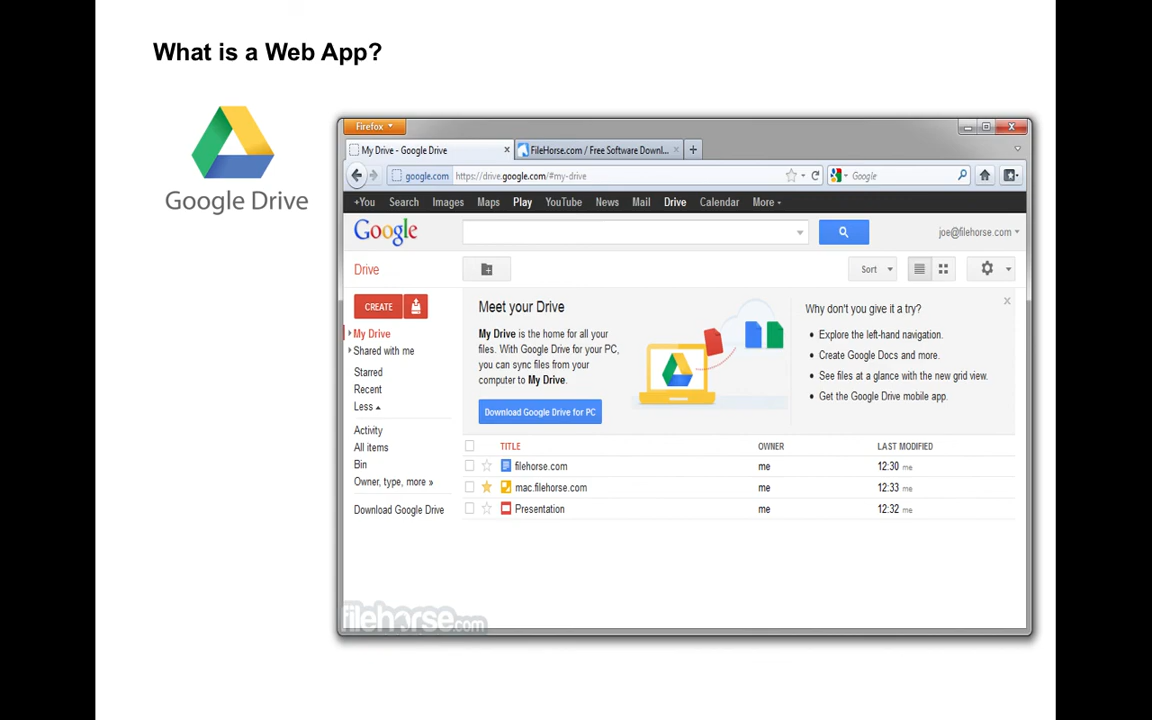 What is a Web App?
Google Drive
Firefox
My Drive - Google Drive
FileHorse.com / Free Software Downl...
google.com
https://drive.google.com/#my-drive
Google
+You Search Images Maps Play YouTube News Mail Drive Calendar More
Google
joe@filehorse.com
Drive
Sort
CREATE
My Drive
Shared with me
Starred
Recent
Less
Activity
All items
Bin
Owner, type, more »
Download Google Drive
Meet your Drive
My Drive is the home for all your
files. With Google Drive for your PC,
you can sync files from your
computer to My Drive.
Download Google Drive for PC
Why don't you give it a try?
• Explore the left-hand navigation.
• Create Google Docs and more.
• See files at a glance with the new grid view.
• Get the Google Drive mobile app.
TITLE OWNER LAST MODIFIED
filehorse.com me 12:30 me
mac.filehorse.com me 12:33 me
Presentation me 12:32 me
filehorse.com